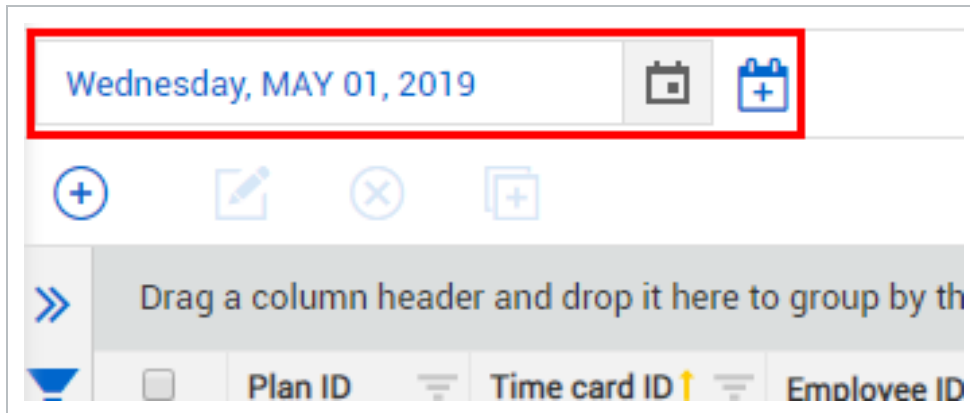 Wednesday, MAY 01, 2019
Drag a column header and drop it here to group by th
Plan ID Time card ID Employee ID